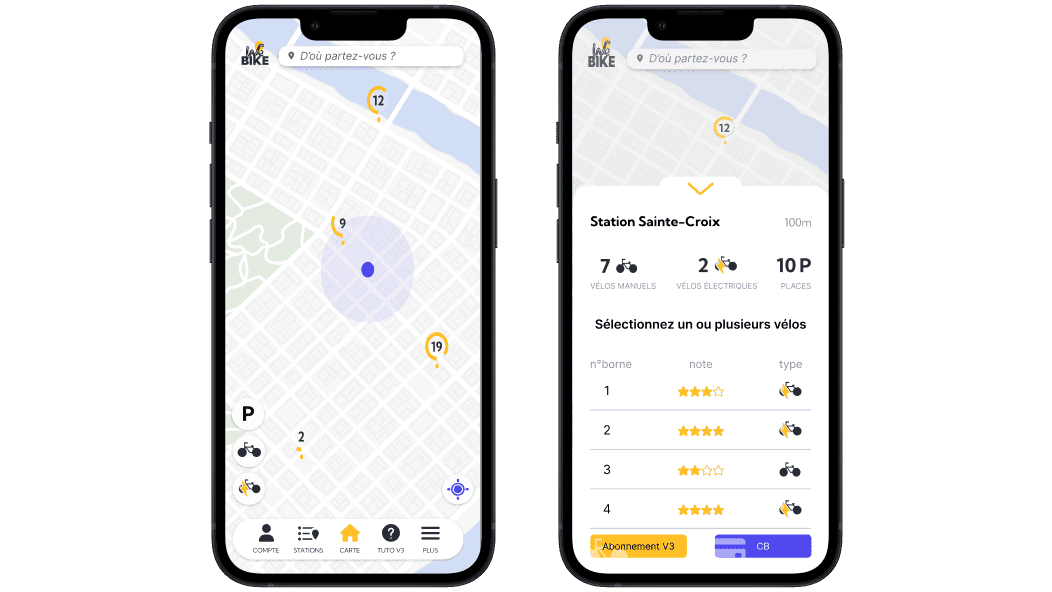 BIKE
D'où partez-vous ?
12
9
19
2
P
COMPTE
STATIONS
CARTE
TUTO V3
PLUS
BIKE
D'où partez-vous ?
12
Station Sainte-Croix
100m
7
2
10 P
VÉLOS MANUELS
VÉLOS ÉLECTRIQUES
PLACES
Sélectionnez un ou plusieurs vélos
n°borne note type
1
2
3
4
Abonnement V3
CB